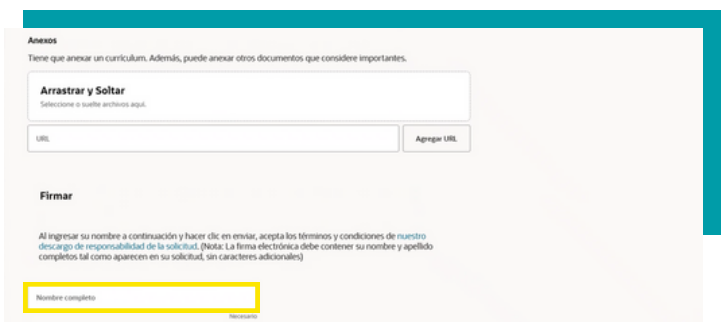 Anexos
Tiene que anexar un curriculum. Además, puede anexar otros documentos que considere importantes.
Arrastrar y Soltar
Seleccione o suelte archivos aquí.
URL
Agregar URL
Firmar
Al ingresar su nombre a continuación y hacer clic en enviar, acepta los términos y condiciones de nuestro
descargo de responsabilidad de la solicitud. (Nota: La firma electrónica debe contener su nombre y apellido
completos tal como aparecen en su solicitud, sin caracteres adicionales)
Nombre completo
Necesario